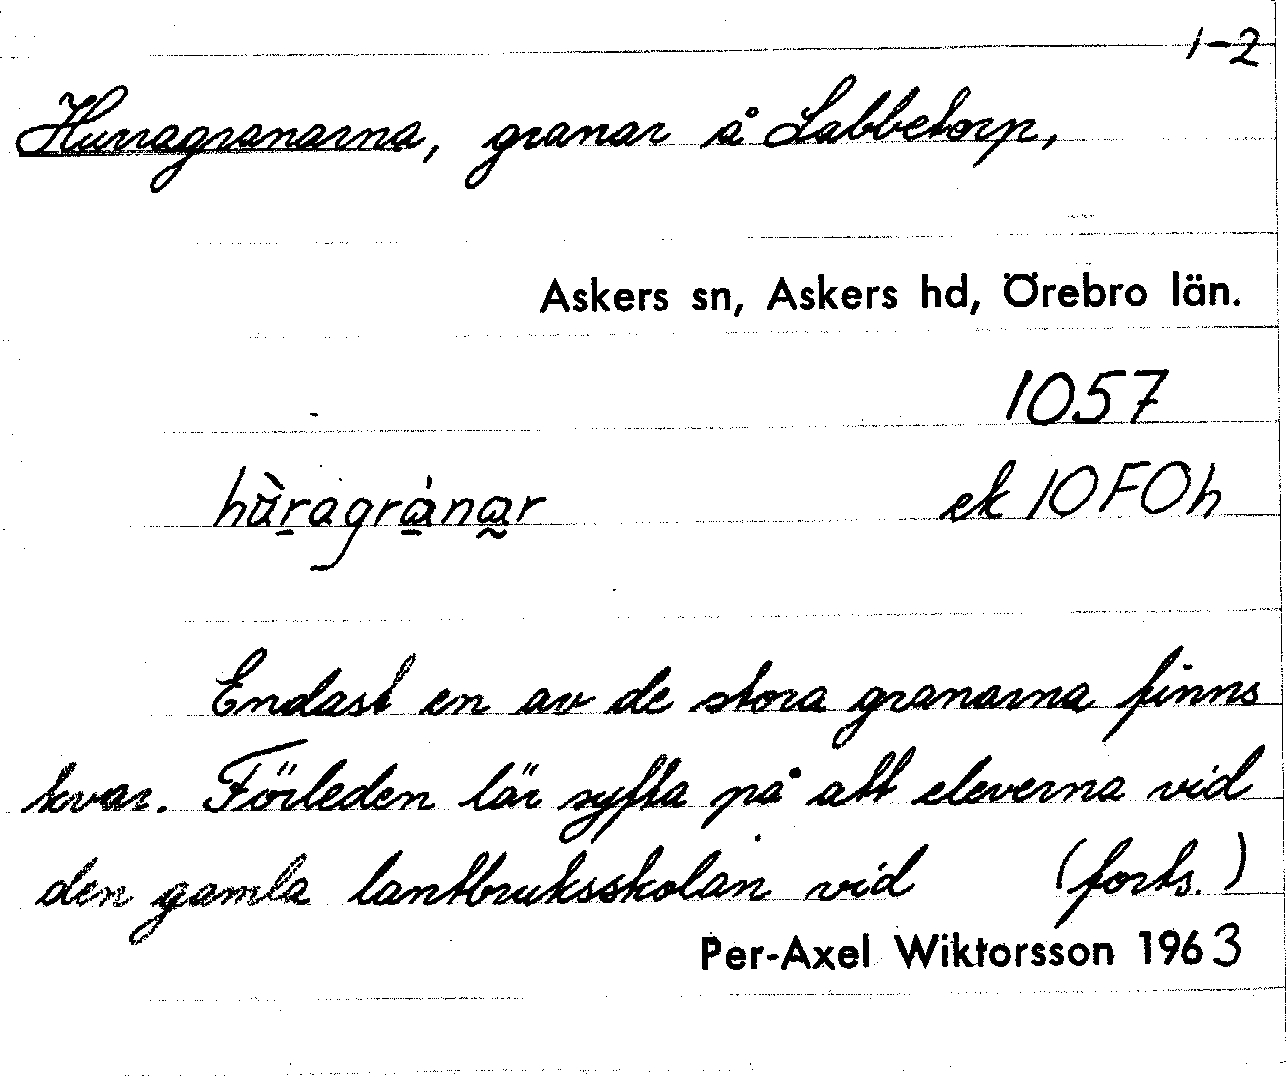 1-2
Hurragranarna, granar å Labbetorp,
Askers sn, Askers hd, Örebro län.
1057
hùragránar ek 10F0h
Endast en av de stora granarna finns
kvar. Förleden lär syfta på att eleverna vid
den gamla lantbruksskolan vid (forts.)
Per-Axel Wiktorsson 1963